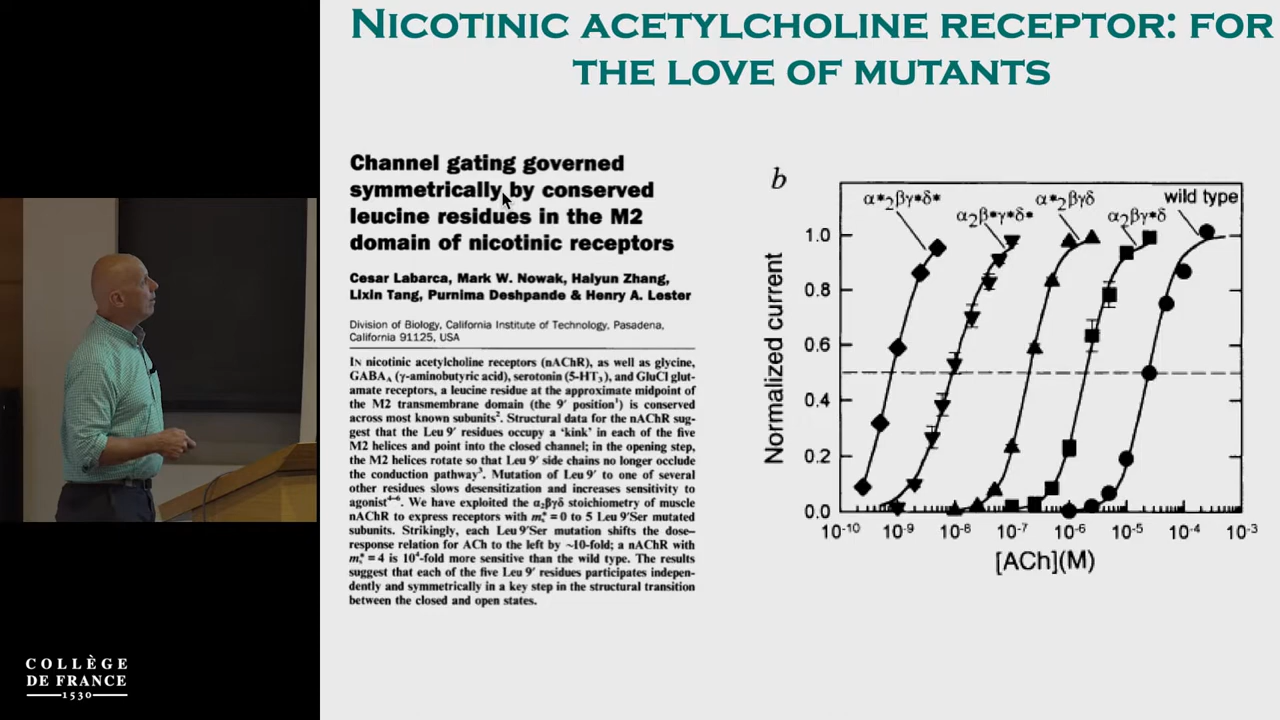 NICOTINIC ACETYLCHOLINE RECEPTOR: FOR
THE LOVE OF MUTANTS
Channel gating governed
symmetrically by conserved
leucine residues in the M2
domain of nicotinic receptors
Cesar Labarca, Mark W. Nowak, Haiyun Zhang,
Lixin Tang, Purnima Deshpande & Henry A. Lester
Division of Biology, California Institute of Technology, Pasadena,
California 91125, USA
IN nicotinic acetylcholine receptors (nAChR), as well as glycine,
GABA_A (γ-aminobutyric acid), serotonin (5-HT₃), and GluCl glut-
amate receptors, a leucine residue at the approximate midpoint of
the M2 transmembrane domain (the 9′ position¹) is conserved
across most known subunits². Structural data for the nAChR sug-
gest that the Leu 9′ residues occupy a ‘kink’ in each of the five
M2 helices and point into the closed channel; in the opening step,
the M2 helices rotate so that Leu 9′ side chains no longer occlude
the conduction pathway³. Mutation of Leu 9′ to one of several
other residues slows desensitization and increases sensitivity to
agonist⁴⁻⁶. We have exploited the α₂βγδ stoichiometry of muscle
nAChR to express receptors with m*ₛ = 0 to 5 Leu 9′Ser mutated
subunits. Strikingly, each Leu 9′Ser mutation shifts the dose–
response relation for ACh to the left by ~10-fold; a nAChR with
m*ₛ = 4 is 10⁴-fold more sensitive than the wild type. The results
suggest that each of the five Leu 9′ residues participates indepen-
dently and symmetrically in a key step in the structural transition
between the closed and open states.
b
α*₂βγ*δ*
α₂β*γ*δ*
α*₂βγδ
α₂βγ*δ
wild type
Normalized current
1.0
0.8
0.6
0.4
0.2
0.0
10⁻¹⁰ 10⁻⁹ 10⁻⁸ 10⁻⁷ 10⁻⁶ 10⁻⁵ 10⁻⁴ 10⁻³
[ACh](M)
COLLÈGE
DE FRANCE
1530